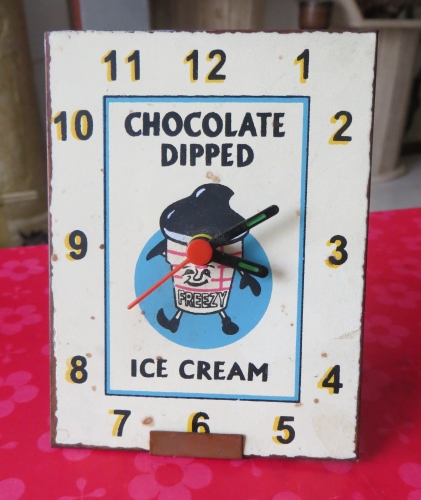 11 12 1
10 2
CHOCOLATE
DIPPED
9 3
FREEZY
8 4
ICE CREAM
7 6 5